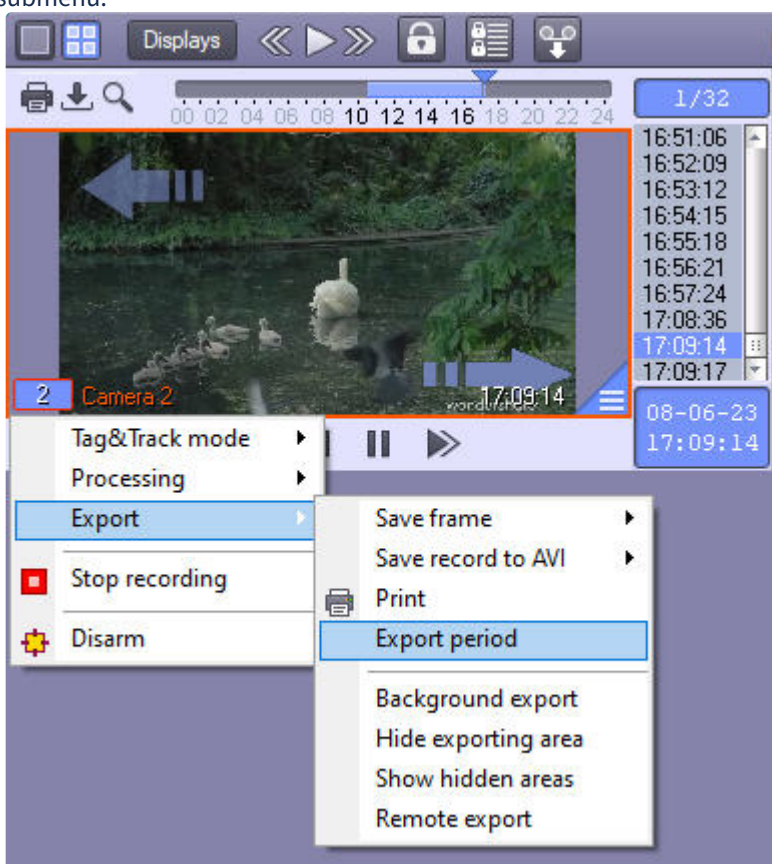 submenu.
Displays
1/32
00 02 04 06 08 10 12 14 16 18 20 22 24
16:51:06
16:52:09
16:53:12
16:54:15
16:55:18
16:56:21
16:57:24
17:08:36
17:09:14
17:09:17
2 Camera 2
17:09:14
08-06-23
17:09:14
Tag&Track mode
Processing
Export
Stop recording
Disarm
Save frame
Save record to AVI
Print
Export period
Background export
Hide exporting area
Show hidden areas
Remote export